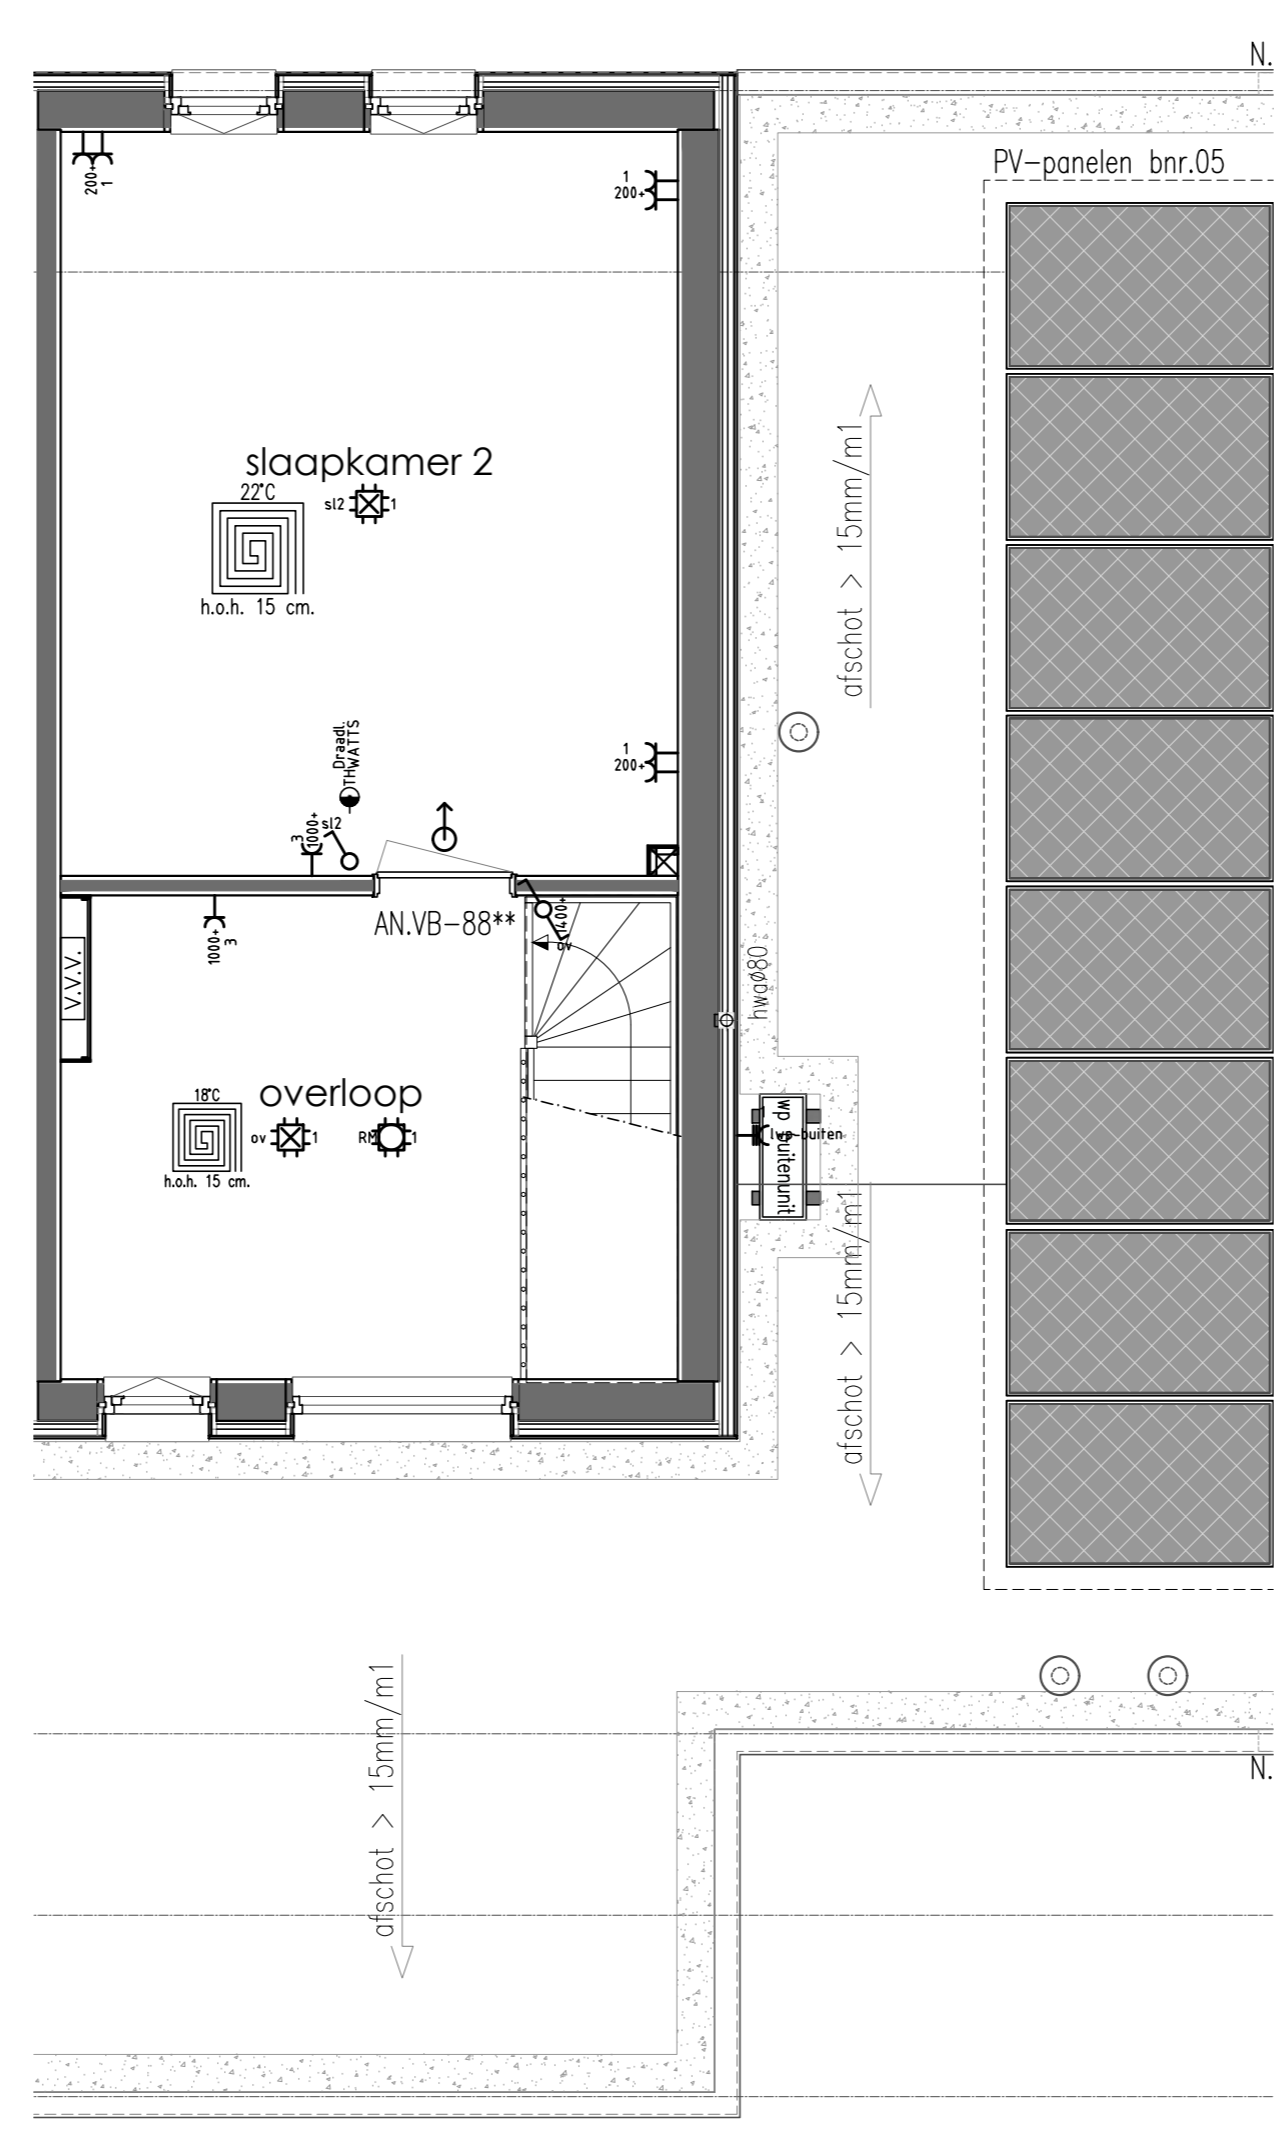 N.
PV-panelen bnr.05
200+
1
1
200+
afschot > 15mm/m1
slaapkamer 2
22°C
sl2
1
h.o.h. 15 cm.
Draadl.
THWATTS
1
200+
3
1000+
sl2
AN.VB-88**
1400+
ov
1000+
3
V.V.V.
hwaø80
overloop
18°C
ov
1
RM
1
h.o.h. 15 cm.
wp buitenunit
lwp-buiten
afschot > 15mm/m1
afschot > 15mm/m1
N.